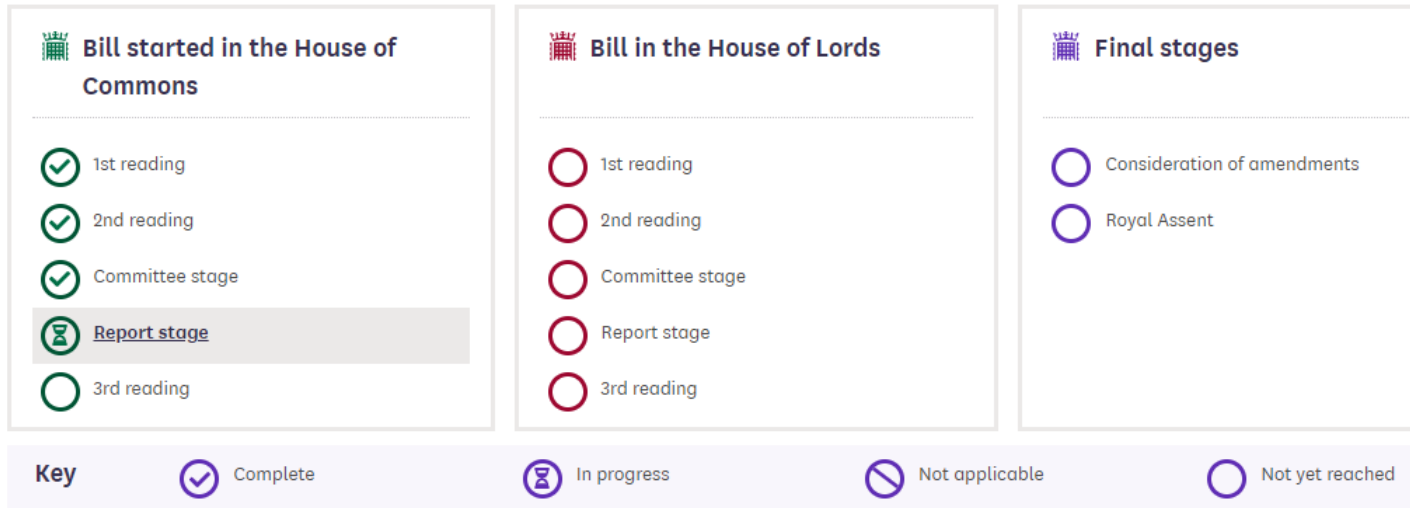 Bill started in the House of
Commons
1st reading
2nd reading
Committee stage
Report stage
3rd reading
Bill in the House of Lords
1st reading
2nd reading
Committee stage
Report stage
3rd reading
Final stages
Consideration of amendments
Royal Assent
Key
Complete
In progress
Not applicable
Not yet reached